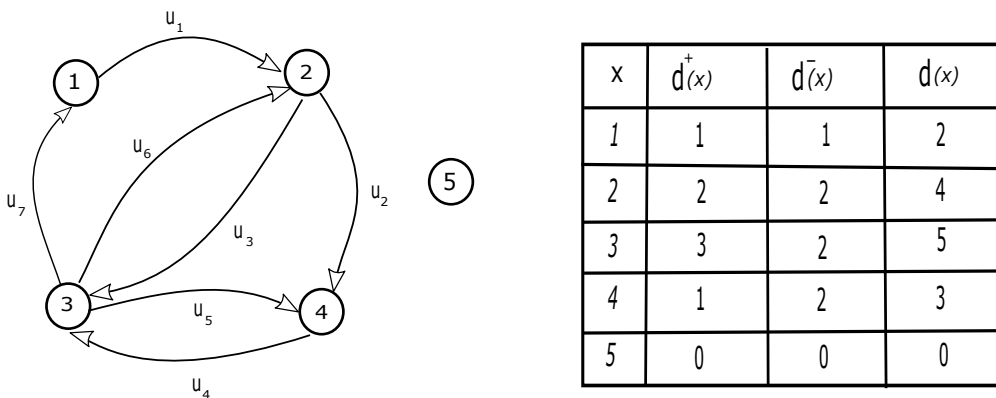 u₁
1
2
u₆
5
u₂
u₇
u₃
3
4
u₅
u₄
x d⁺(x) d⁻(x) d(x)
1 1 1 2
2 2 2 4
3 3 2 5
4 1 2 3
5 0 0 0